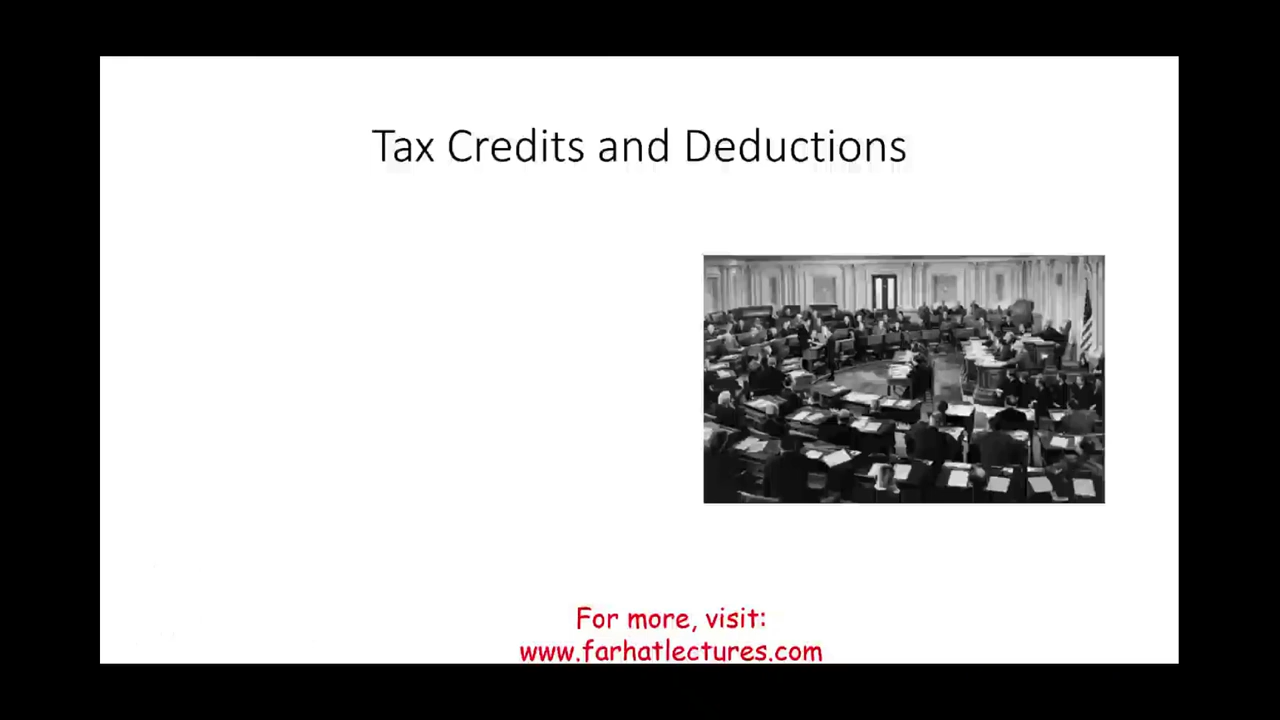 Tax Credits and Deductions
For more, visit:
www.farhatlectures.com